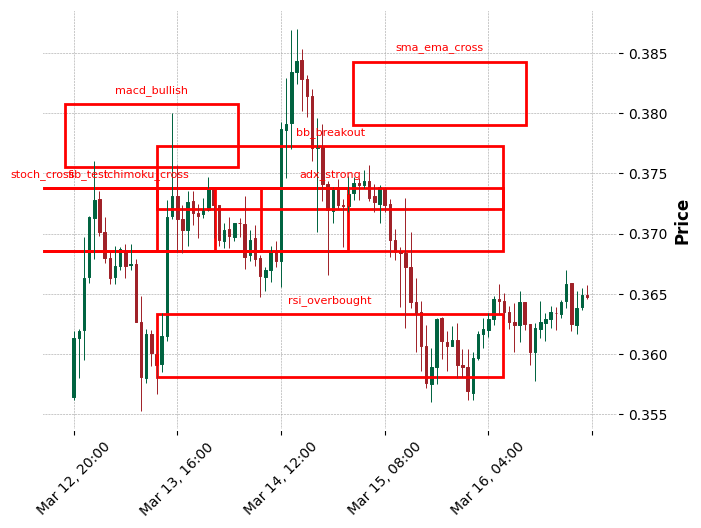 sma_ema_cross
0.385
macd_bullish
0.380
bb_breakout
0.375
stoch_cross fib_test ichimoku_cross adx_strong
0.370
Price
rsi_overbought
0.365
0.360
0.355
Mar 12, 20:00
Mar 13, 16:00
Mar 14, 12:00
Mar 15, 08:00
Mar 16, 04:00